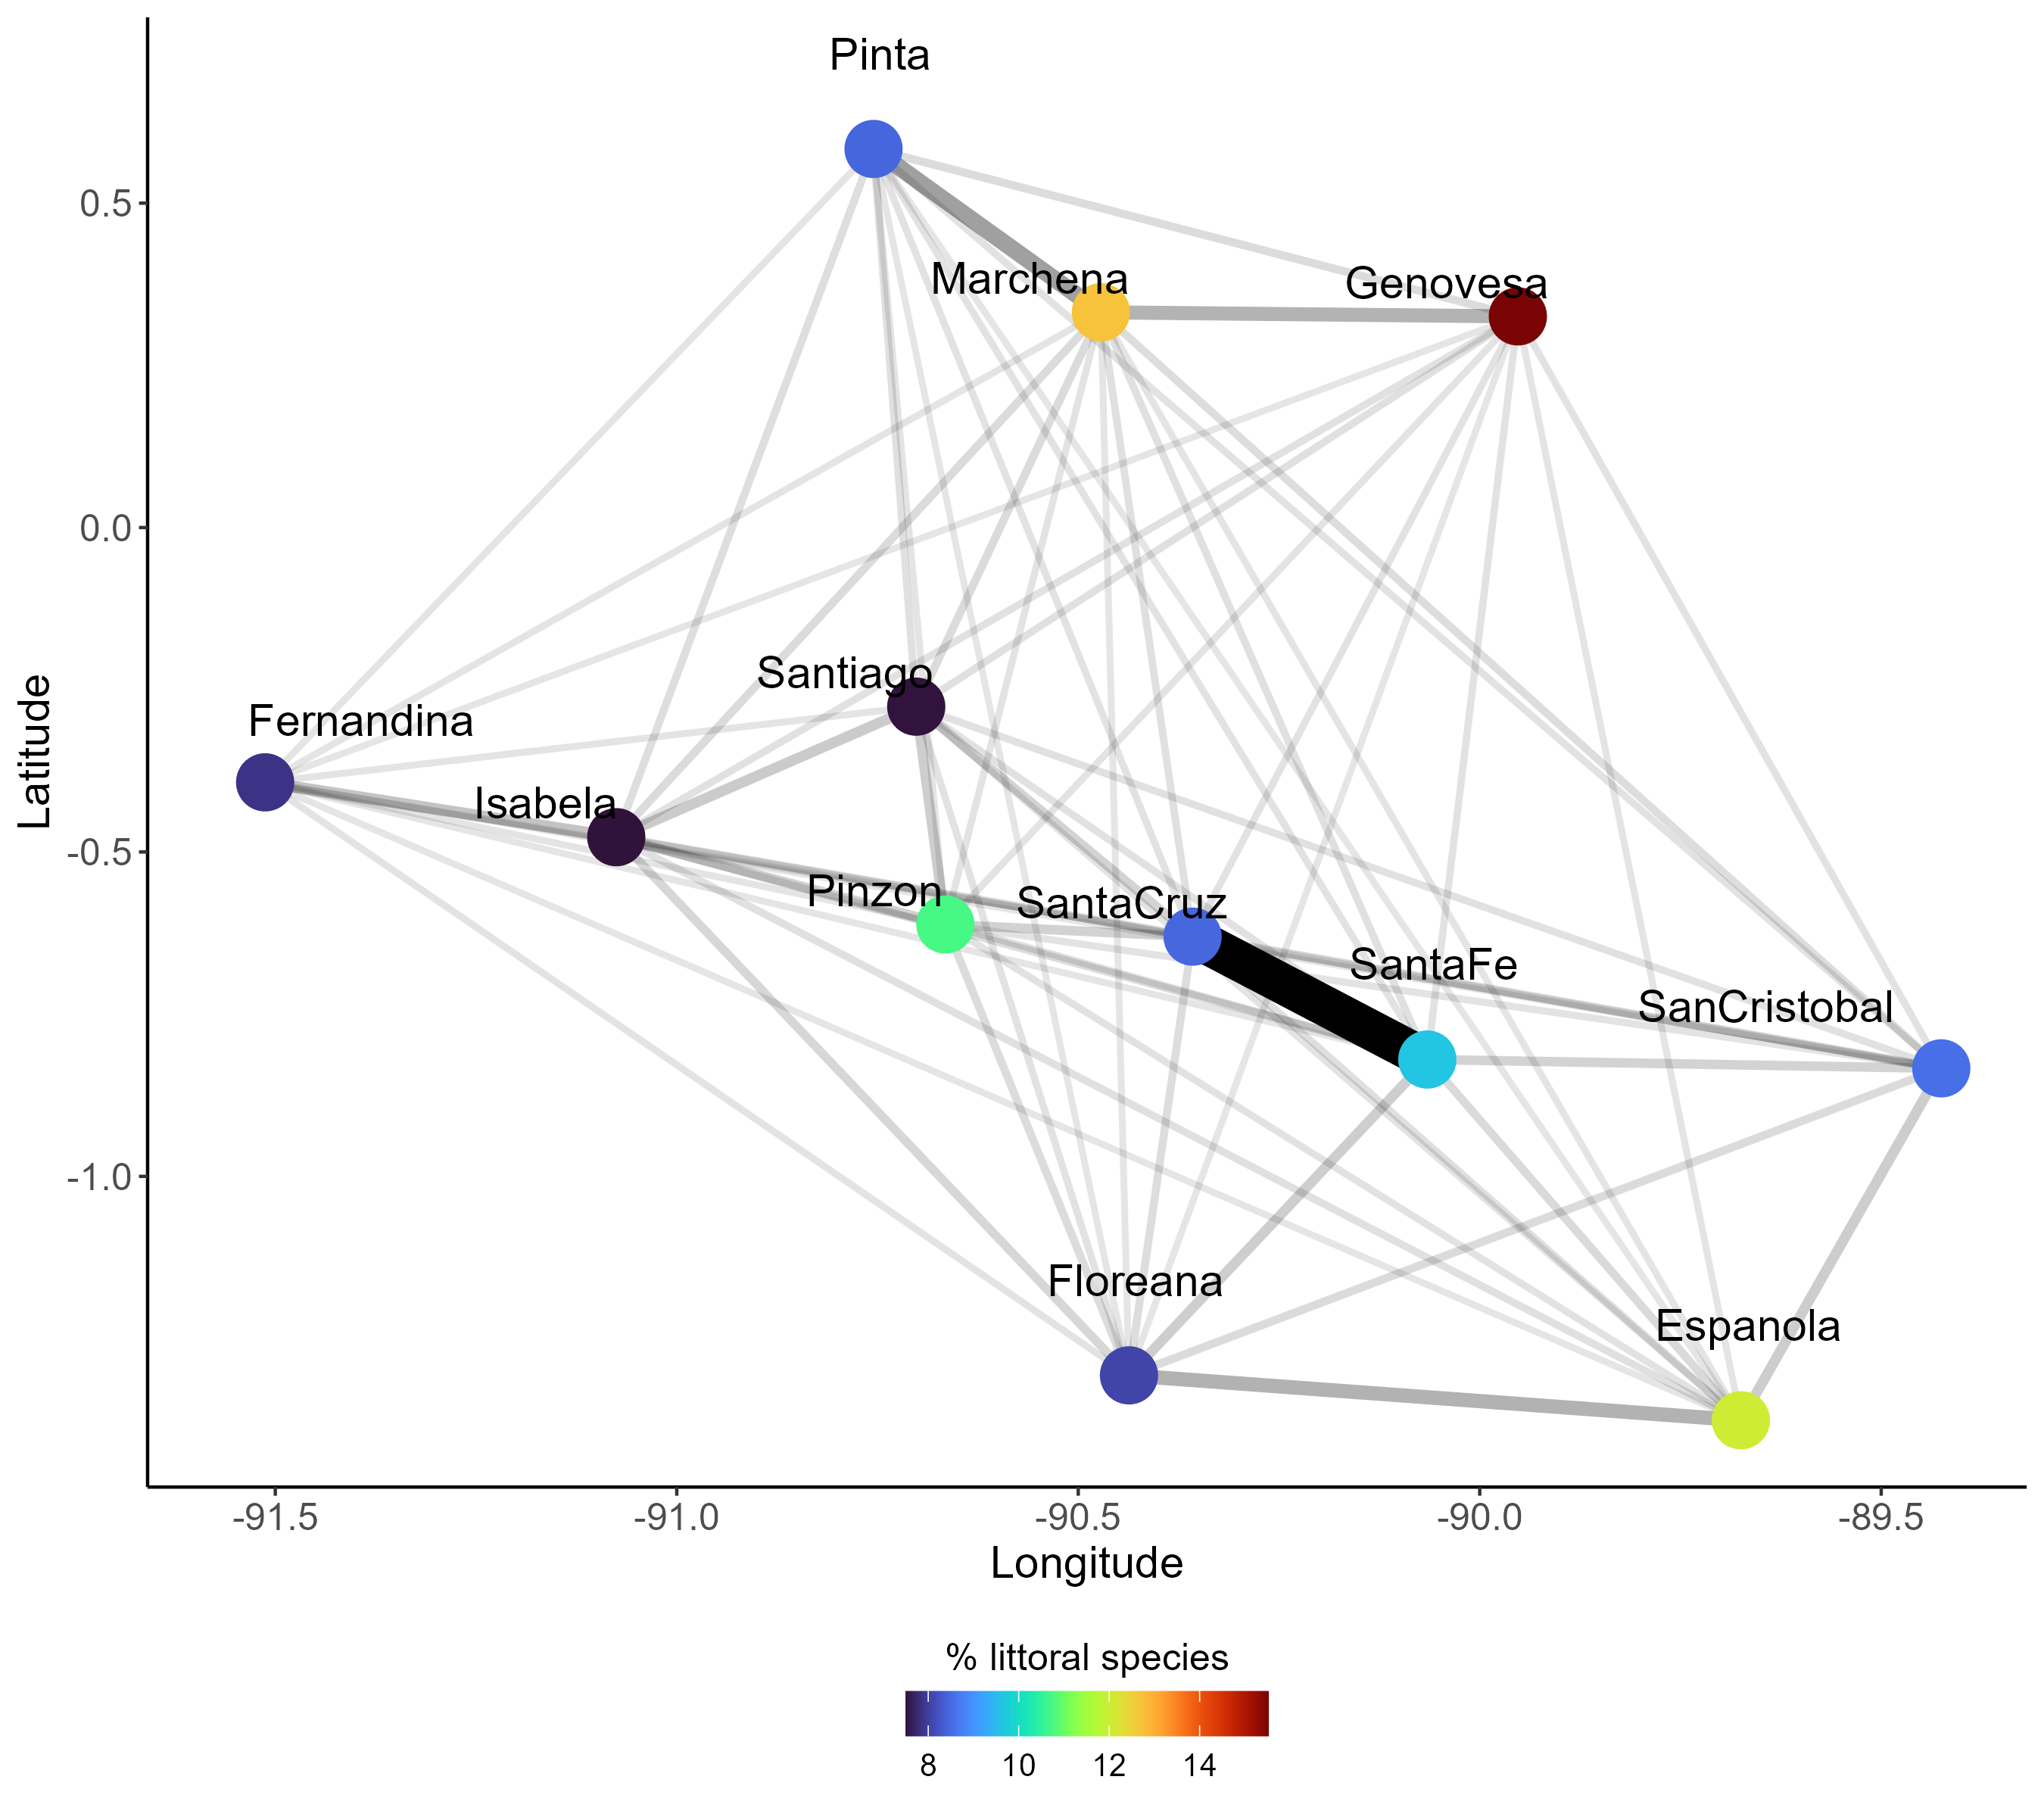 Pinta
0.5
Marchena
Genovesa
0.0
Santiago
Fernandina
Latitude
Isabela
-0.5
Pinzon
SantaCruz
SantaFe
SanCristobal
-1.0
Floreana
Espanola
-91.5 -91.0 -90.5 -90.0 -89.5
Longitude
% littoral species
8 10 12 14